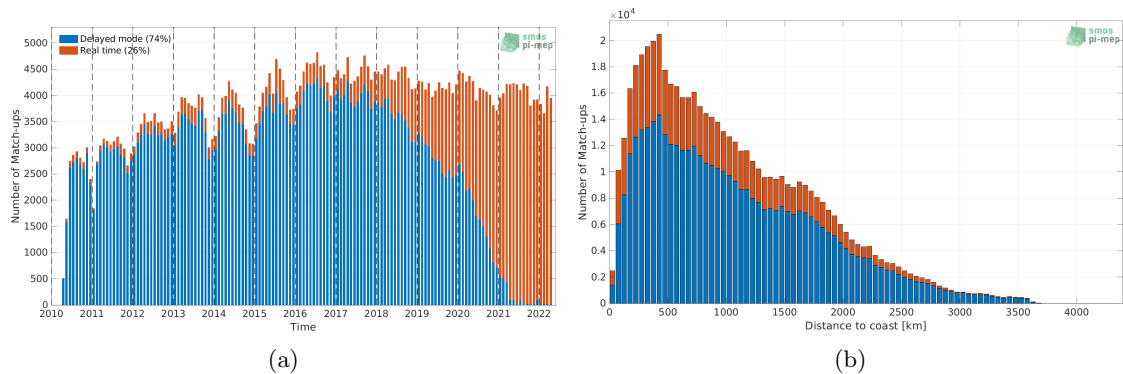 Delayed mode (74%)
Real time (26%)
smos
pi-mep
Number of Match-ups
5000
4500
4000
3500
3000
2500
2000
1500
1000
500
0
2010 2011 2012 2013 2014 2015 2016 2017 2018 2019 2020 2021 2022
Time
(a)
×10⁴
smos
pi-mep
Number of Match-ups
2
1.8
1.6
1.4
1.2
1
0.8
0.6
0.4
0.2
0
0 500 1000 1500 2000 2500 3000 3500 4000
Distance to coast [km]
(b)